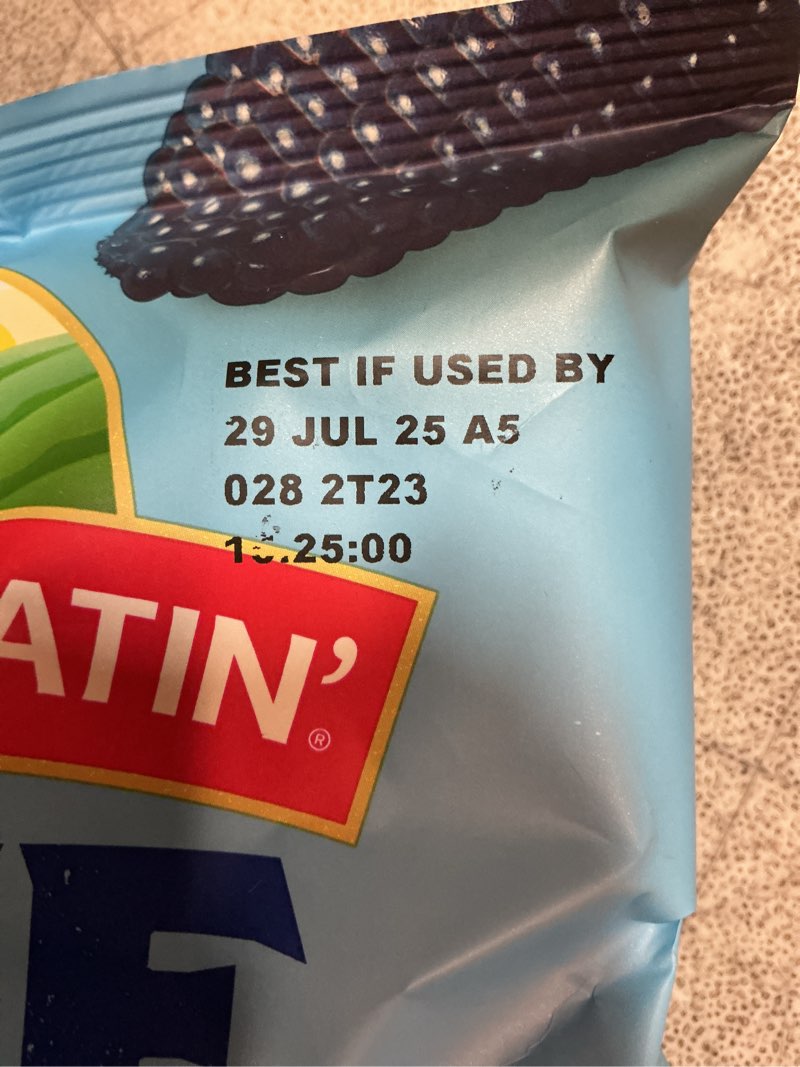 BEST IF USED BY
29 JUL 25 A5
028 2T23
ATIN’®